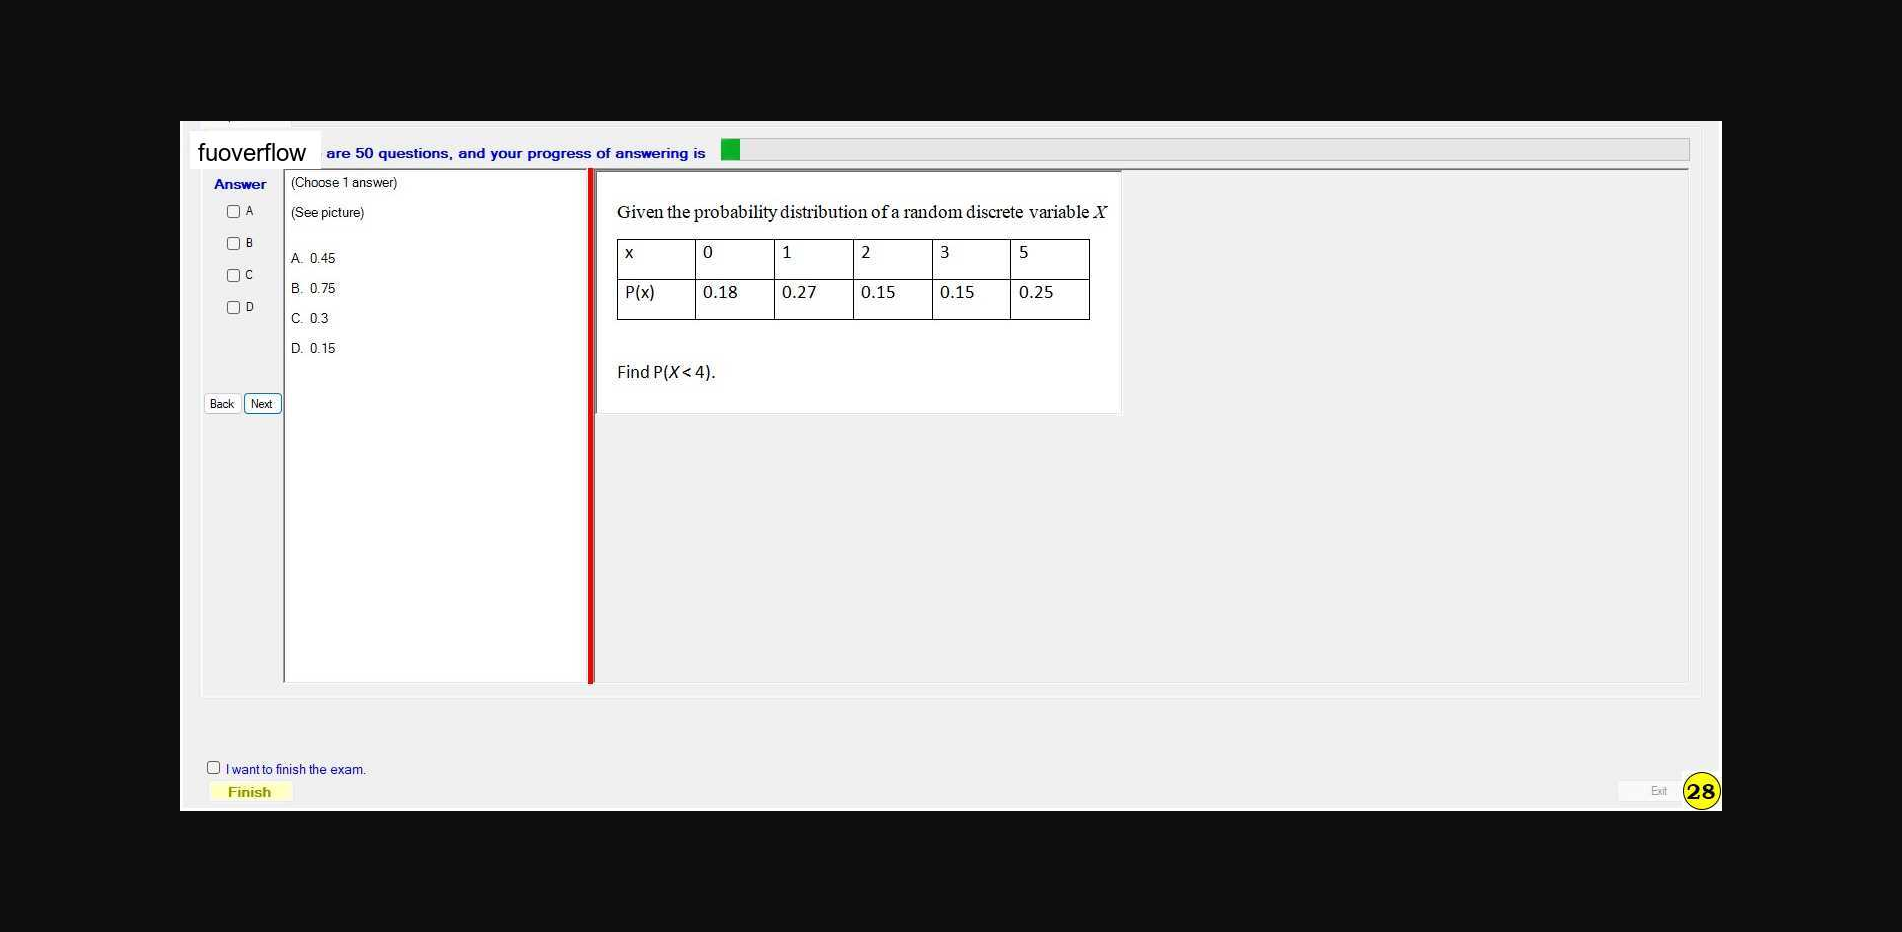 fuoverflow are 50 questions, and your progress of answering is
Answer
A
B
C
D
Back Next
(Choose 1 answer)
(See picture)
A. 0.45
B. 0.75
C. 0.3
D. 0.15
Given the probability distribution of a random discrete variable X
x 0 1 2 3 5
P(x) 0.18 0.27 0.15 0.15 0.25
Find P(X < 4).
I want to finish the exam.
Finish
Exit 28